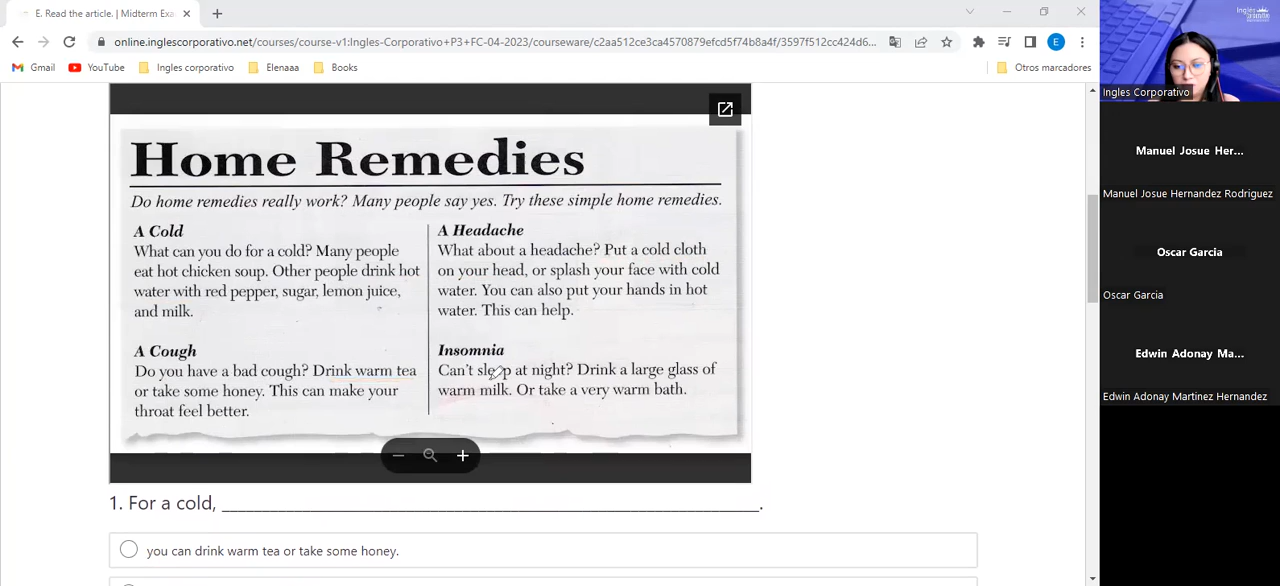 E. Read the article. | Midterm Exa
online.inglescorporativo.net/courses/course-v1:Ingles-Corporativo+P3+FC-04-2023/courseware/c2aa512ce3ca4570879efcd5f74b8a4f/3597f512cc424d6...
E
Gmail
YouTube
Ingles corporativo
Elenaaa
Books
Otros marcadores
Home Remedies
Do home remedies really work? Many people say yes. Try these simple home remedies.
A Cold
What can you do for a cold? Many people
eat hot chicken soup. Other people drink hot
water with red pepper, sugar, lemon juice,
and milk.
A Cough
Do you have a bad cough? Drink warm tea
or take some honey. This can make your
throat feel better.
A Headache
What about a headache? Put a cold cloth
on your head, or splash your face with cold
water. You can also put your hands in hot
water. This can help.
Insomnia
Can't sleep at night? Drink a large glass of
warm milk. Or take a very warm bath.
1. For a cold, ______________________________________________________.
you can drink warm tea or take some honey.
Ingles
Ingles Corporativo
Manuel Josue Her...
Manuel Josue Hernandez Rodriguez
Oscar Garcia
Oscar Garcia
Edwin Adonay Ma...
Edwin Adonay Martinez Hernandez